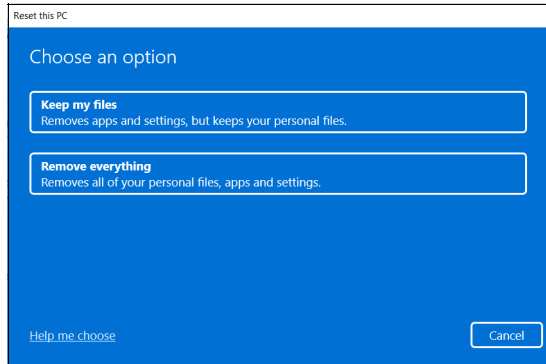 Reset this PC
Choose an option
Keep my files
Removes apps and settings, but keeps your personal files.
Remove everything
Removes all of your personal files, apps and settings.
Help me choose
Cancel